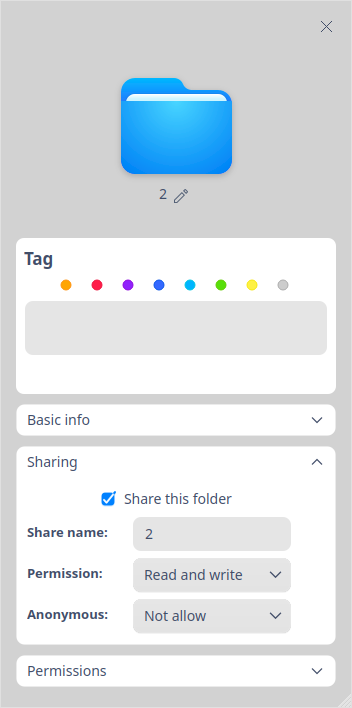 2
Tag
Basic info
Sharing
Share this folder
Share name: 2
Permission: Read and write
Anonymous: Not allow
Permissions